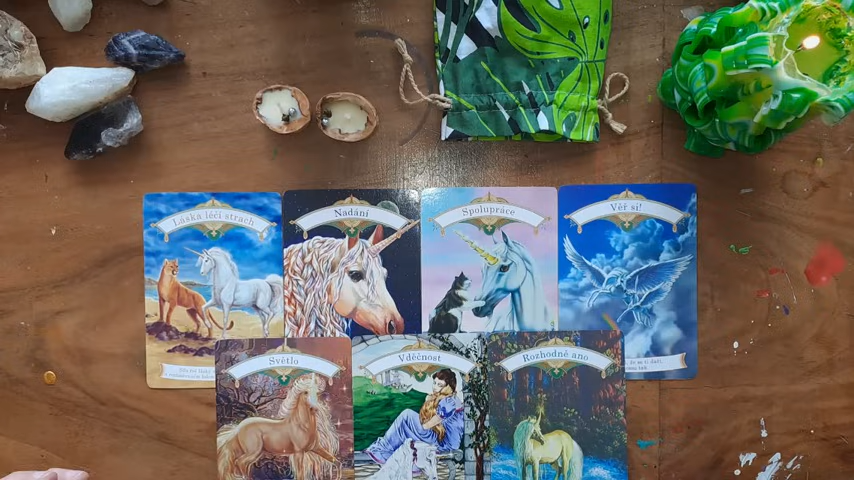 Láska léčí strach
Nadání
Spolupráce
Věř si!
Světlo
Vděčnost
Rozhodně ano